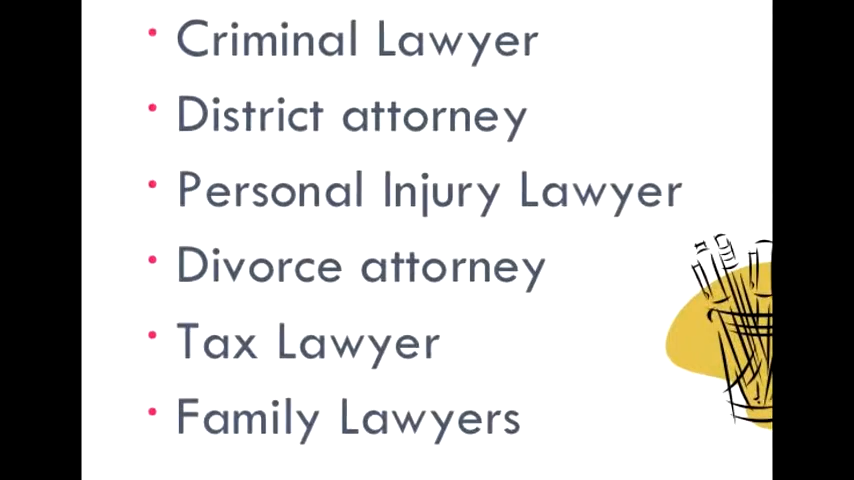 • Criminal Lawyer
• District attorney
• Personal Injury Lawyer
• Divorce attorney
• Tax Lawyer
• Family Lawyers